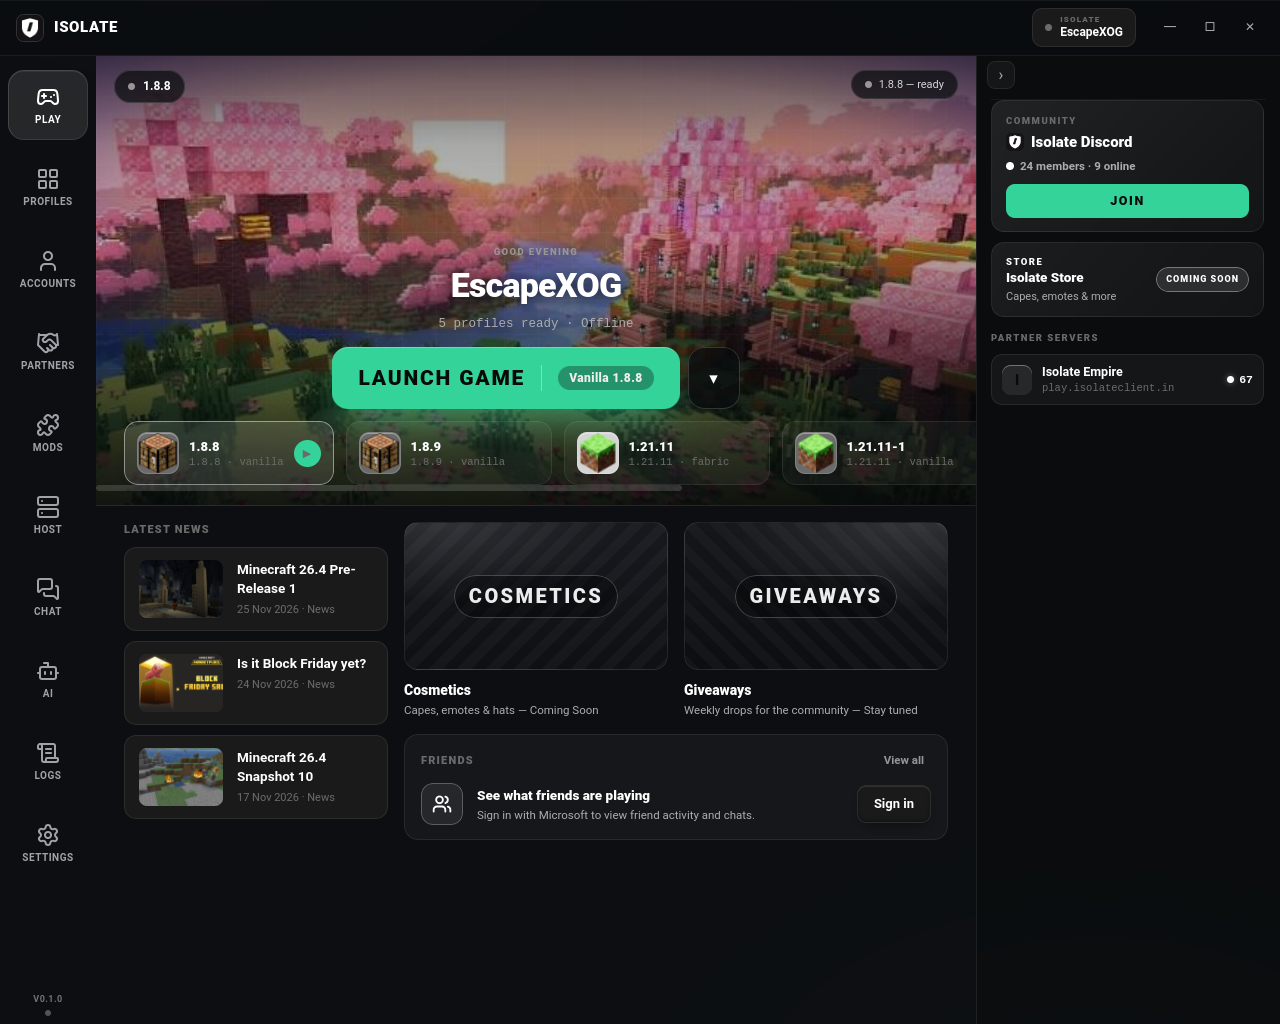 ISOLATE
ISOLATE
EscapeXOG
PLAY
PROFILES
ACCOUNTS
PARTNERS
MODS
HOST
CHAT
AI
LOGS
SETTINGS
V0.1.0
1.8.8
1.8.8 — ready
GOOD EVENING
EscapeXOG
5 profiles ready · Offline
LAUNCH GAME
Vanilla 1.8.8
1.8.8
1.8.8 · vanilla
1.8.9
1.8.9 · vanilla
1.21.11
1.21.11 · fabric
1.21.11-1
1.21.11 · vanilla
LATEST NEWS
Minecraft 26.4 Pre-
Release 1
25 Nov 2026 · News
BLOCK
Is it Block Friday yet?
24 Nov 2026 · News
Minecraft 26.4
Snapshot 10
17 Nov 2026 · News
COSMETICS
Cosmetics
Capes, emotes & hats — Coming Soon
GIVEAWAYS
Giveaways
Weekly drops for the community — Stay tuned
FRIENDS
View all
See what friends are playing
Sign in with Microsoft to view friend activity and chats.
Sign in
COMMUNITY
Isolate Discord
24 members · 9 online
JOIN
STORE
Isolate Store
Capes, emotes & more
COMING SOON
PARTNER SERVERS
I
Isolate Empire
play.isolateclient.in
67